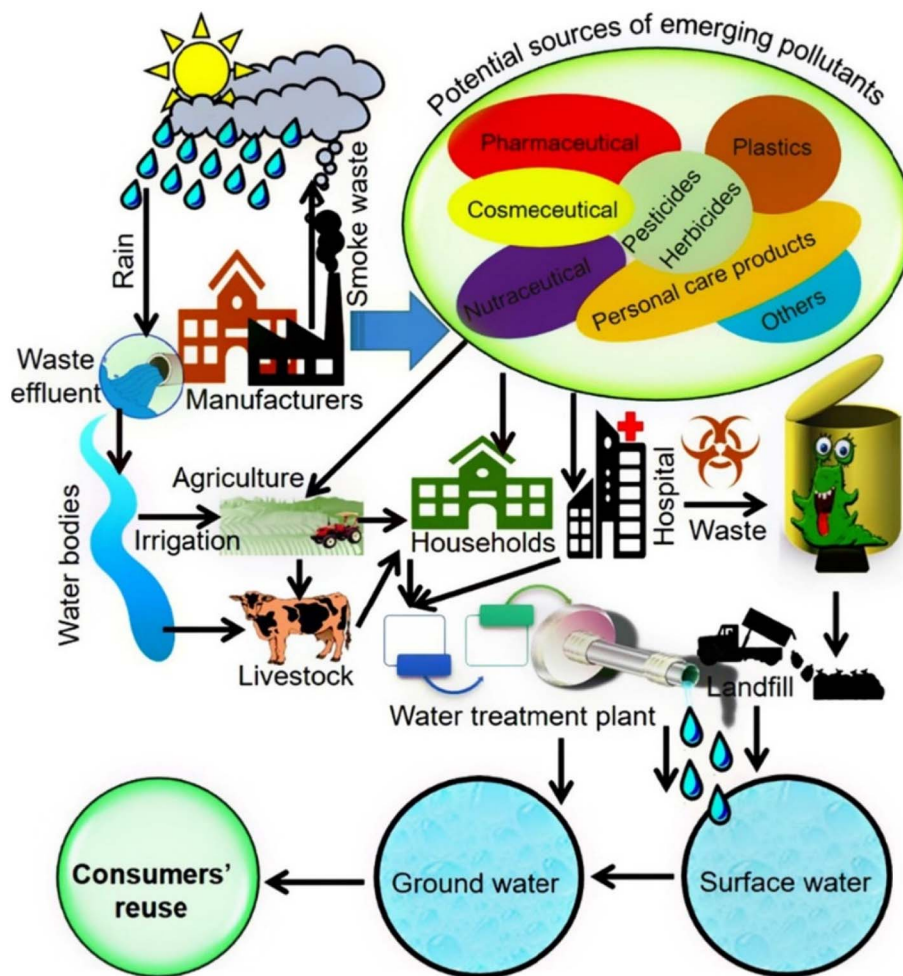 Potential sources of emerging pollutants
Pharmaceutical
Plastics
Cosmeceutical
Pesticides
Herbicides
Nutraceutical
Personal care products
Others
Rain
Smoke waste
Waste
effluent
Manufacturers
Agriculture
Hospital
Waste
Water bodies
Irrigation
Households
Livestock
Landfill
Water treatment plant
Consumers'
reuse
Ground water
Surface water